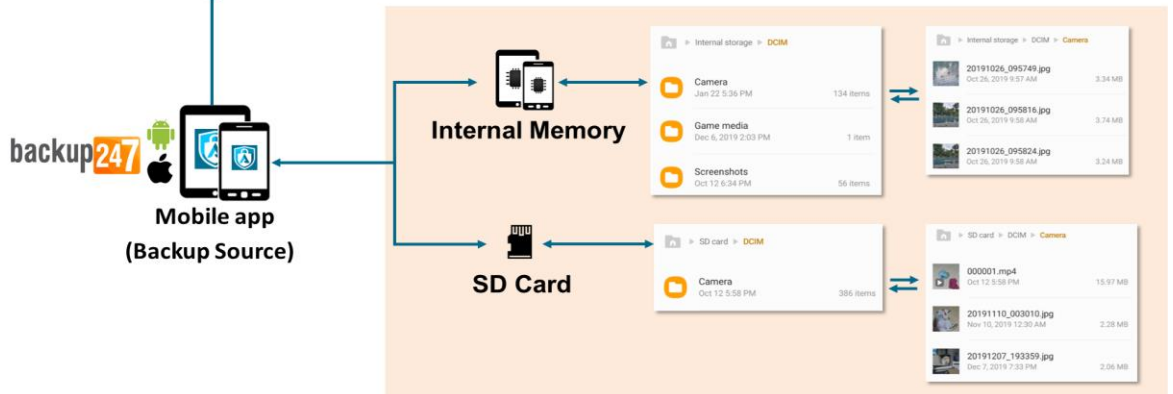 backup247
Mobile app
(Backup Source)
Internal Memory
Internal storage DCIM
Camera
Jan 22 5:36 PM 134 items
Game media
Dec 6, 2019 2:03 PM 1 item
Screenshots
Oct 12 6:34 PM 56 items
Internal storage DCIM Camera
20191026_095749.jpg
Oct 26, 2019 9:57 AM 3.34 MB
20191026_095816.jpg
Oct 26, 2019 9:58 AM 3.74 MB
20191026_095824.jpg
Oct 26, 2019 9:58 AM 3.24 MB
SD Card
SD card DCIM
Camera
Oct 12 5:58 PM 386 items
SD card DCIM Camera
000001.mp4
Oct 12 5:58 PM 15.97 MB
20191110_003010.jpg
Nov 10, 2019 12:30 AM 2.28 MB
20191207_193359.jpg
Dec 7, 2019 7:33 PM 2.06 MB